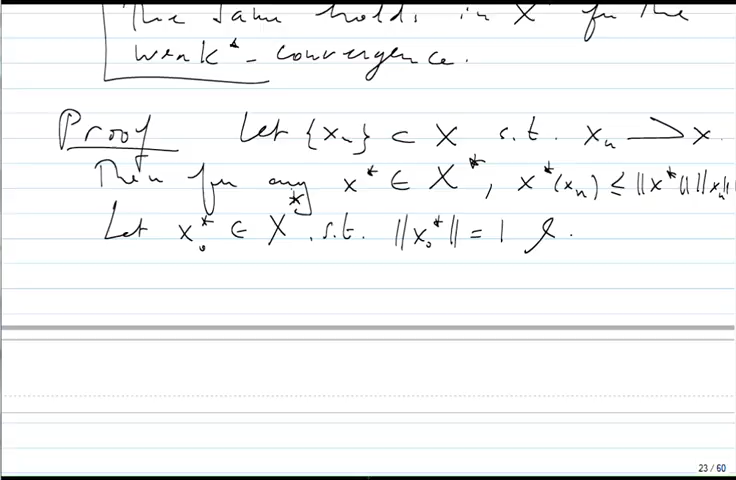 The same holds in X* for the
weak* - convergence.
Proof Let {xₙ} ⊂ X s.t. xₙ ⇀ x.
Then for any x* ∈ X*, x*(xₙ) ≤ ||x*|| ||xₙ||
Let x₀* ∈ X* s.t. ||x₀*|| = 1 &.
23 / 60